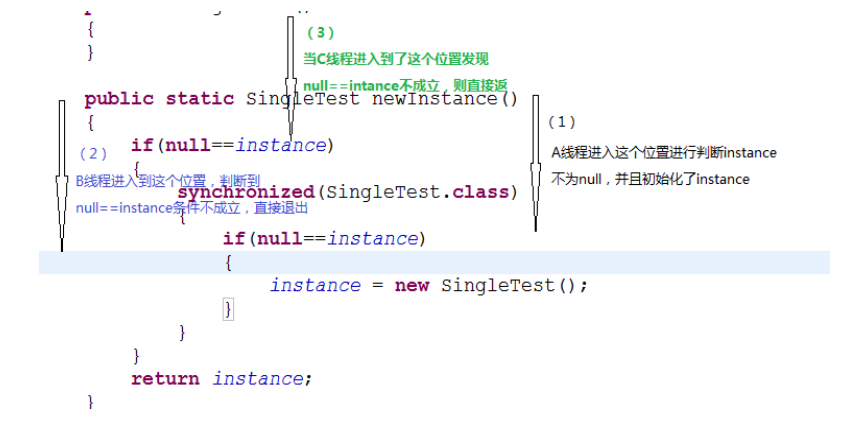 {
（3）
}
当C线程进入到了这个位置发现
null==intance不成立，则直接返
public static SingleTest newInstance()
{
（1）
if(null==instance)
A线程进入这个位置进行判断instance
（2）
{
不为null，并且初始化了instance
B线程进入到这个位置，判断到
synchronized(SingleTest.class)
null==instance条件不成立，直接退出
{
if(null==instance)
{
instance = new SingleTest();
}
}
}
return instance;
}